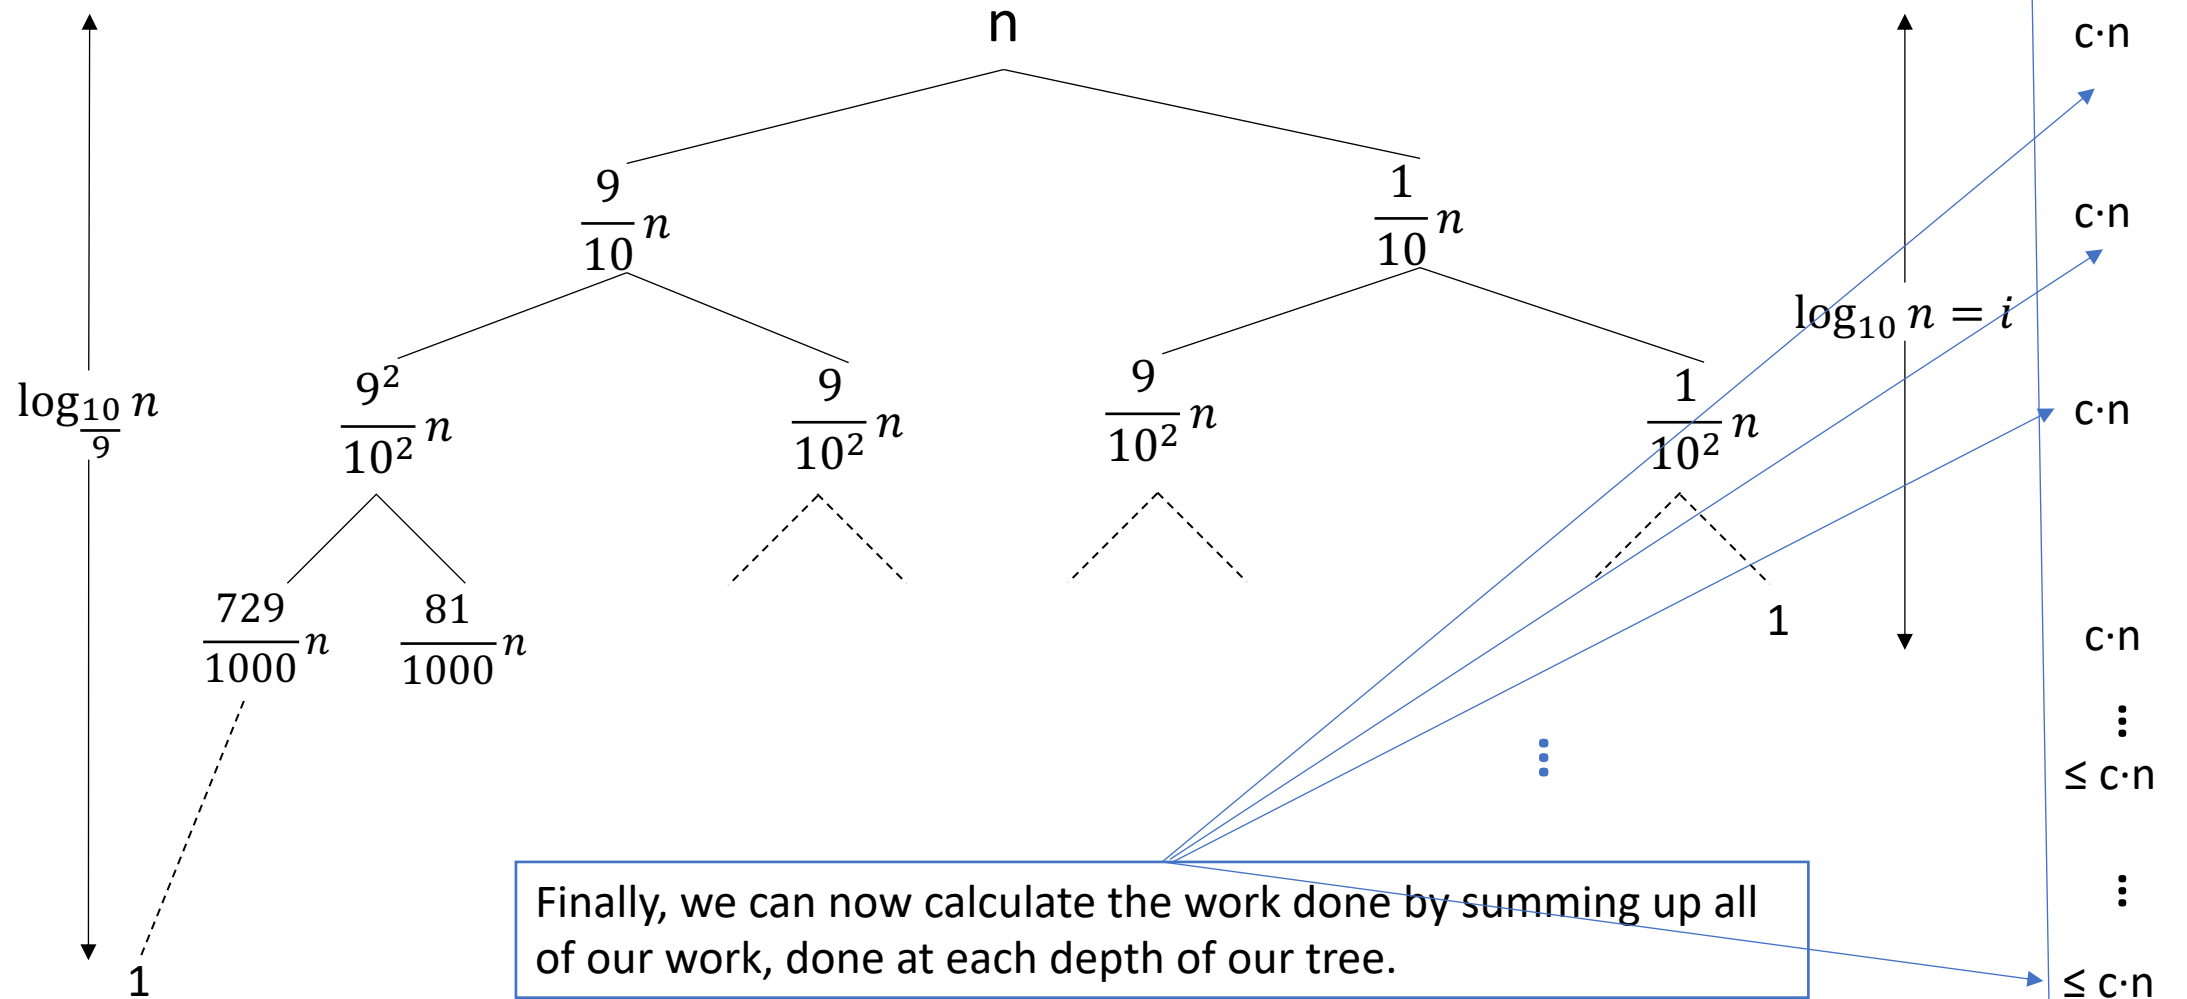 n
c·n
9/10 n
1/10 n
c·n
log₁₀ n = i
log_{10/9} n
9²/10² n
9/10² n
9/10² n
1/10² n
c·n
729/1000 n
81/1000 n
1
c·n
⋮
⋮
≤ c·n
⋮
Finally, we can now calculate the work done by summing up all
of our work, done at each depth of our tree.
1
≤ c·n